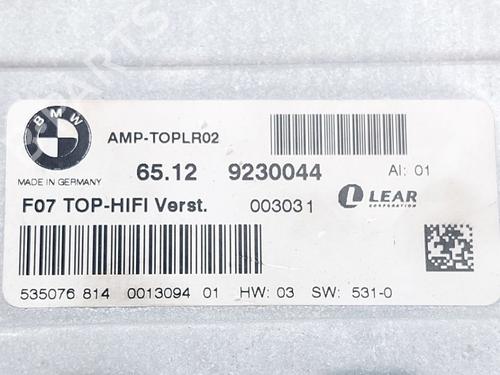 BMW
AMP-TOPLR02
MADE IN GERMANY
65.12 9230044 AI: 01
F07 TOP-HIFI Verst. 003031 LEAR
CORPORATION
535076 814 0013094 01 HW: 03 SW: 531-0